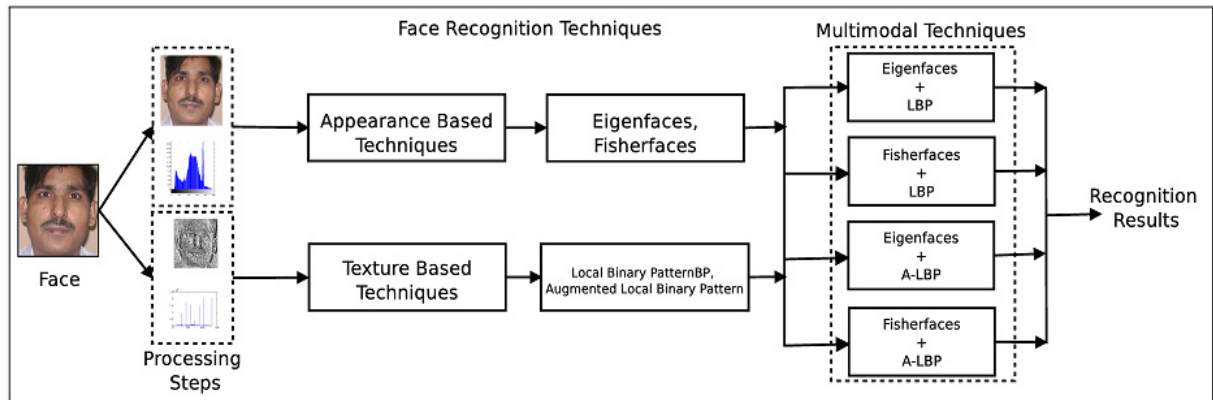 Face Recognition Techniques
Multimodal Techniques
Face
Processing
Steps
Appearance Based
Techniques
Eigenfaces,
Fisherfaces
Texture Based
Techniques
Local Binary PatternBP,
Augmented Local Binary Pattern
Eigenfaces
+
LBP
Fisherfaces
+
LBP
Eigenfaces
+
A-LBP
Fisherfaces
+
A-LBP
Recognition
Results